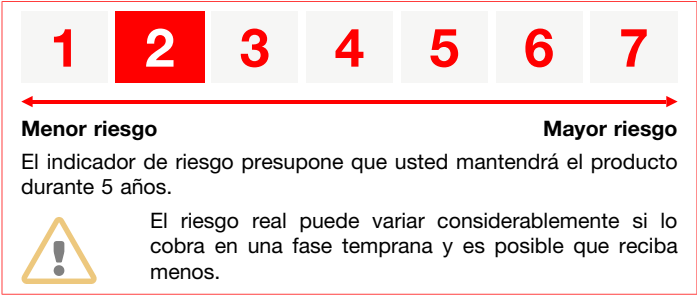 1 2 3 4 5 6 7
Menor riesgo Mayor riesgo
El indicador de riesgo presupone que usted mantendrá el producto
durante 5 años.
El riesgo real puede variar considerablemente si lo
cobra en una fase temprana y es posible que reciba
menos.